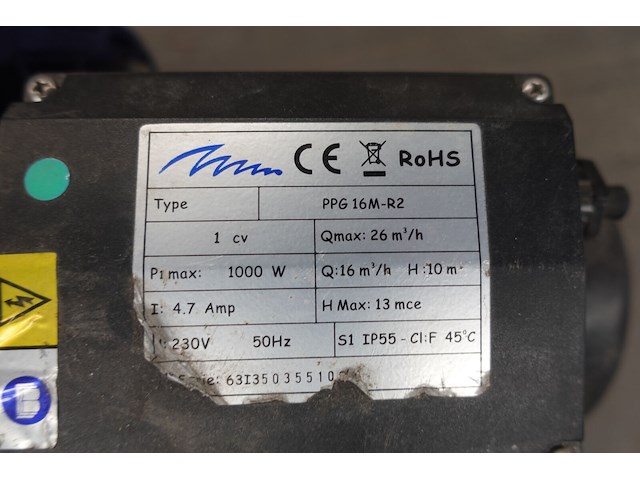 CE RoHS
Type PPG 16M-R2
1 cv Qmax: 26 m³/h
P1 max: 1000 W Q:16 m³/h H:10 m
I: 4.7 Amp H Max: 13 mce
230V 50Hz S1 IP55 - Cl:F 45°C
63I35035510